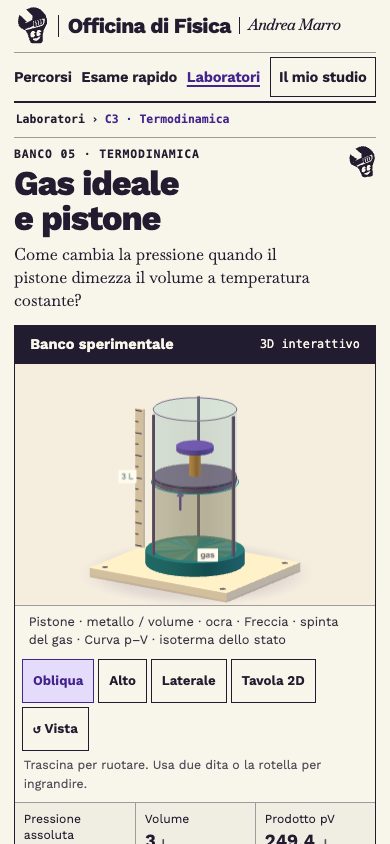 Officina di Fisica | Andrea Marro
Percorsi Esame rapido Laboratori Il mio studio
Laboratori › C3 · Termodinamica
BANCO 05 · TERMODINAMICA
Gas ideale
e pistone
Come cambia la pressione quando il
pistone dimezza il volume a temperatura
costante?
Banco sperimentale 3D interattivo
3 L
gas
Pistone · metallo / volume · ocra · Freccia · spinta
del gas · Curva p–V · isoterma dello stato
Obliqua Alto Laterale Tavola 2D
↺ Vista
Trascina per ruotare. Usa due dita o la rotella per
ingrandire.
Pressione
assoluta
Volume
3 L
Prodotto pV
249,4